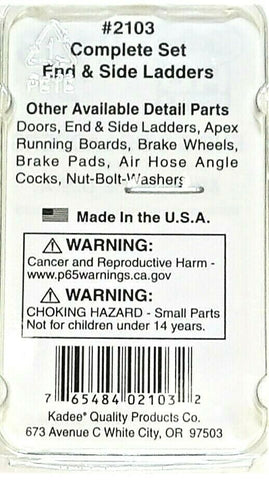 #2103
Complete Set
End & Side Ladders
Other Available Detail Parts
Doors, End & Side Ladders, Apex
Running Boards, Brake Wheels,
Brake Pads, Air Hose Angle
Cocks, Nut-Bolt-Washers
Made In the U.S.A.
WARNING:
Cancer and Reproductive Harm -
www.p65warnings.ca.gov
WARNING:
CHOKING HAZARD - Small Parts
Not for children under 14 years.
7 65484 02103 2
Kadee® Quality Products Co.
673 Avenue C White City, OR 97503